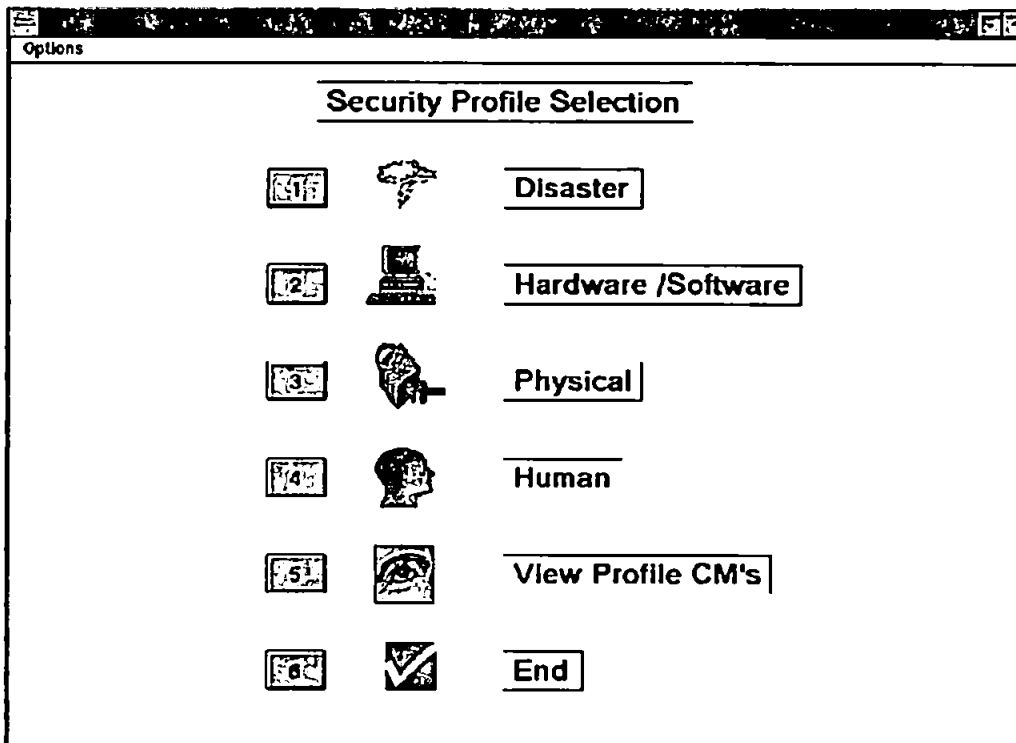 Options
Security Profile Selection
1 Disaster
2 Hardware /Software
3 Physical
4 Human
5 View Profile CM's
6 End